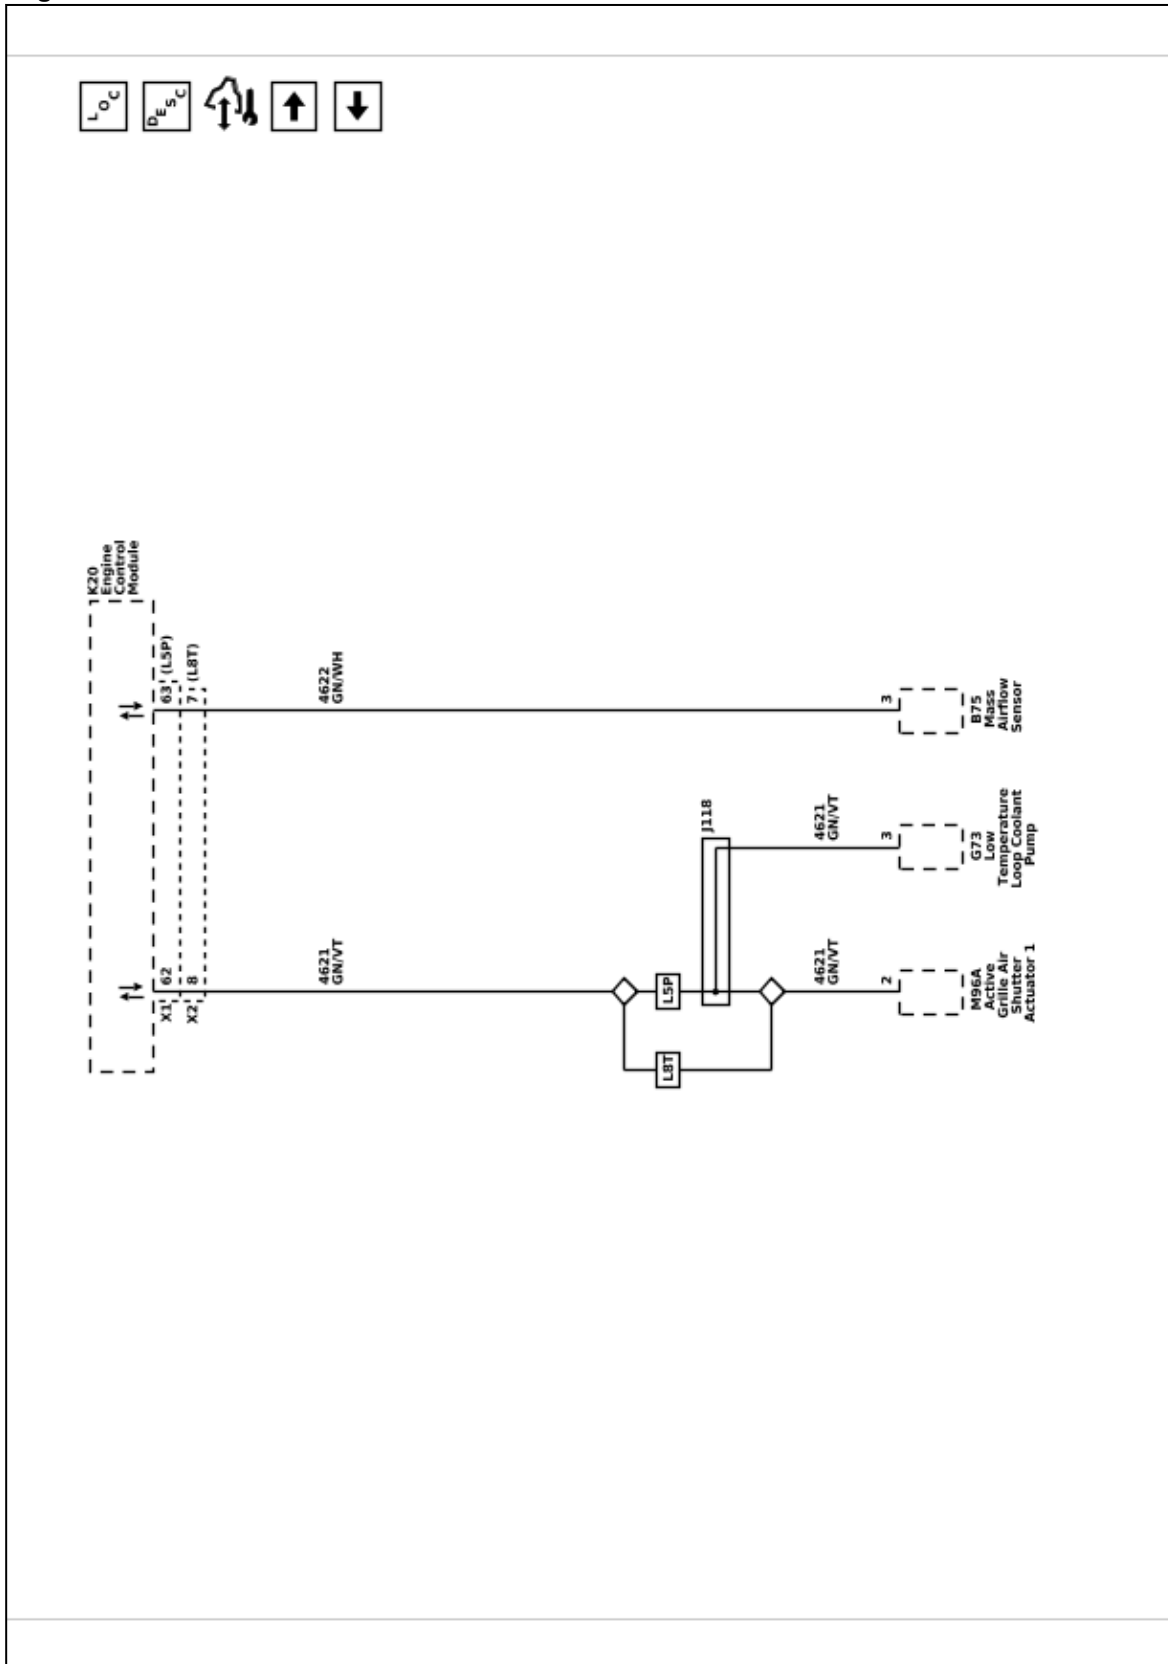 L O C
D E S C
K20
Engine
Control
Module
63 (L5P)
7 (L8T)
X1 62
X2 8
4622
GN/WH
4621
GN/VT
L5P
L8T
J118
4621
GN/VT
4621
GN/VT
3
B75
Mass
Airflow
Sensor
3
G73
Low
Temperature
Loop Coolant
Pump
2
M96A
Active
Grille Air
Shutter
Actuator 1